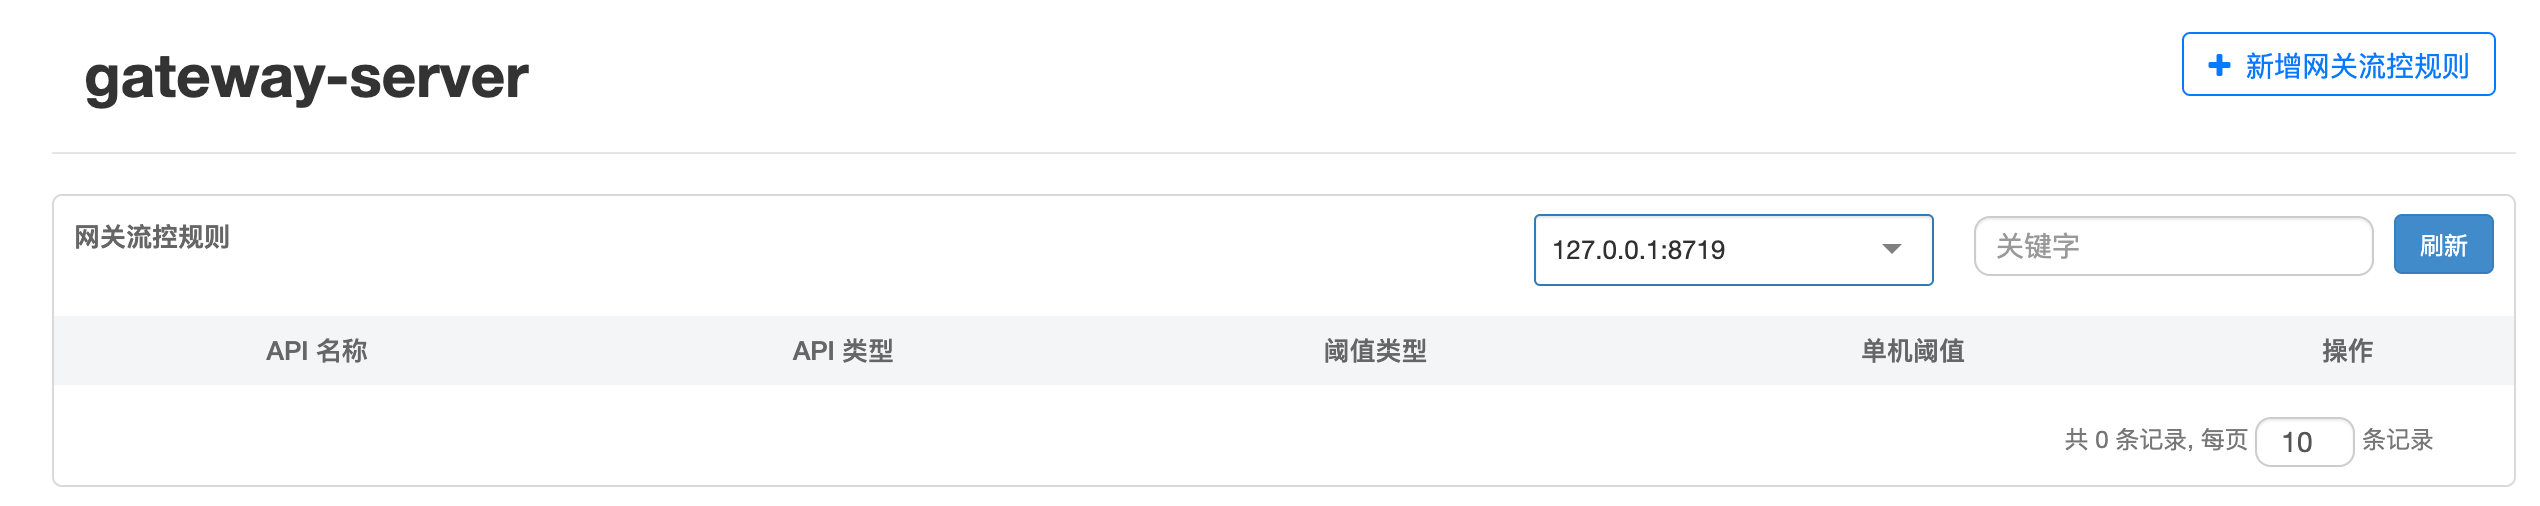 gateway-server
新增网关流控规则
网关流控规则
127.0.0.1:8719
关键字
刷新
API 名称 API 类型 阈值类型 单机阈值 操作
共 0 条记录, 每页 10 条记录